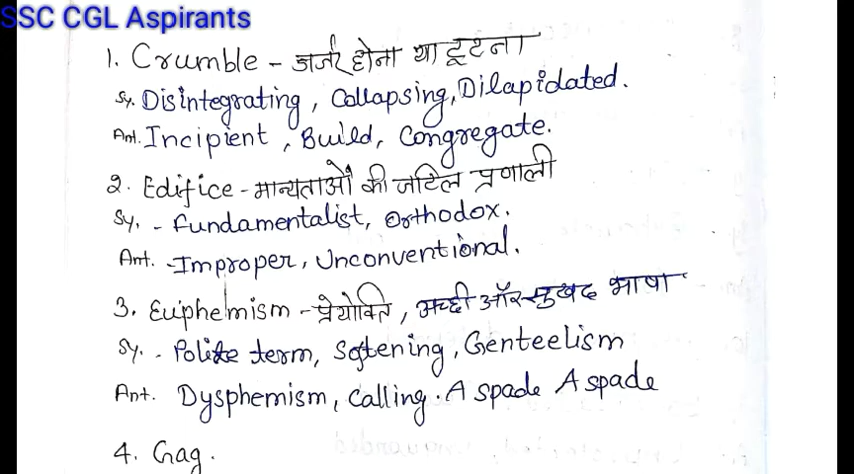 SSC CGL Aspirants
1. Crumble - जर्जर होना या टूटना
Sy. Disintegrating, Collapsing, Dilapidated.
Ant. Incipient, Build, Congregate.
2. Edifice - मान्यताओं की जटिल प्रणाली
Sy. - Fundamentalist, Orthodox.
Ant. - Improper, Unconventional.
3. Euphemism - प्रेयोक्ति, अच्छी और सुखद भाषा
Sy. - Polite term, Softening, Genteelism
Ant. Dysphemism, Calling. A spade A spade
4. Gag.